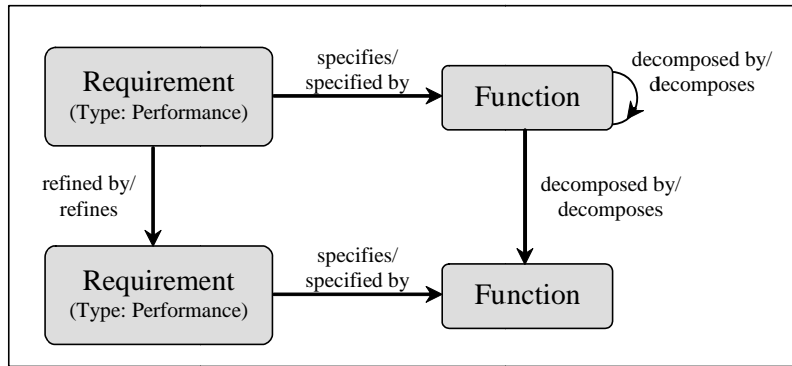 Requirement
(Type: Performance)
specifies/
specified by
Function
decomposed by/
decomposes
refined by/
refines
decomposed by/
decomposes
Requirement
(Type: Performance)
specifies/
specified by
Function